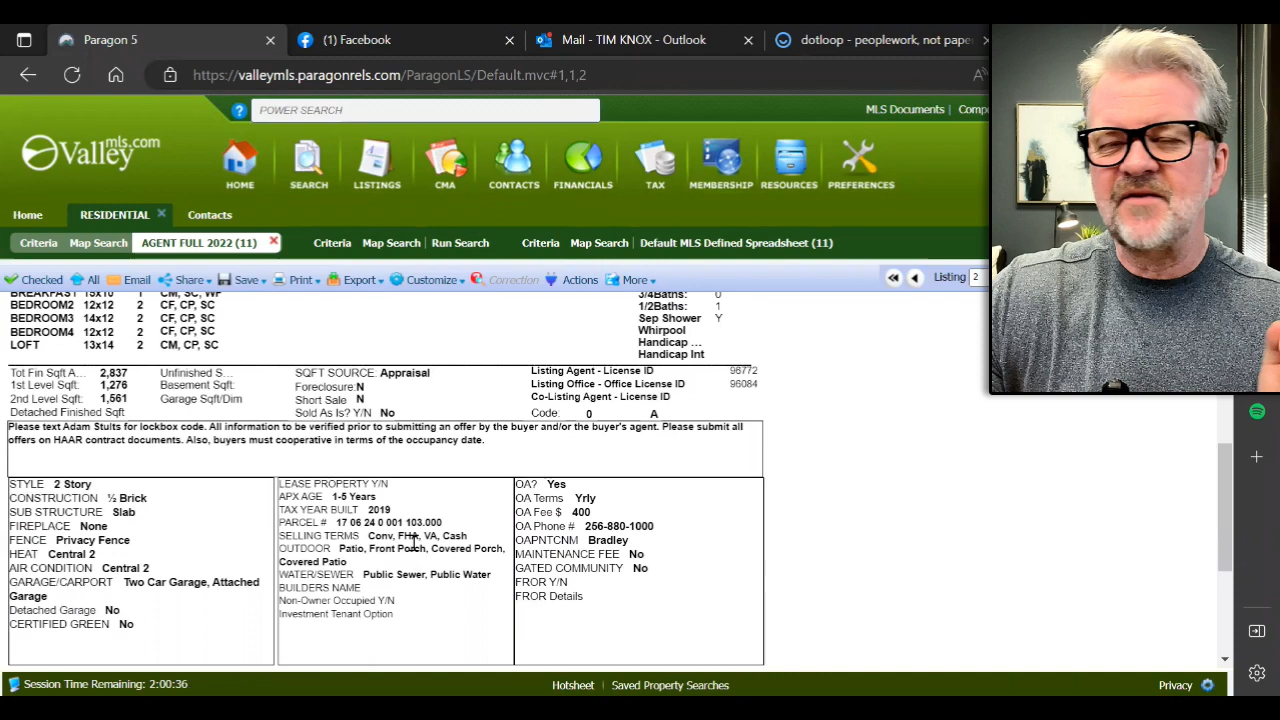 Paragon 5
(1) Facebook
Mail - TIM KNOX - Outlook
dotloop - peoplework, not pape
https://valleymls.paragonrels.com/ParagonLS/Default.mvc#1,1,2
POWER SEARCH
MLS Documents
Comp
Valley mls.com
HOME
SEARCH
LISTINGS
CMA
CONTACTS
FINANCIALS
TAX
MEMBERSHIP
RESOURCES
PREFERENCES
Home
RESIDENTIAL
Contacts
Criteria Map Search AGENT FULL 2022 (11) Criteria Map Search Run Search Criteria Map Search Default MLS Defined Spreadsheet (11)
Checked All Email Share Save Print Export Customize Correction Actions More Listing 2
BREAKFAST 15x10 1 CM, SC, WP
BEDROOM2 12x12 2 CF, CP, SC
BEDROOM3 14x12 2 CF, CP, SC
BEDROOM4 12x12 2 CF, CP, SC
LOFT 13x14 2 CM, CP, SC
3/4Baths: 0
1/2Baths: 1
Sep Shower Y
Whirpool
Handicap ...
Handicap Int
Tot Fin Sqft A... 2,837
1st Level Sqft: 1,276
2nd Level Sqft: 1,561
Detached Finished Sqft
Unfinished S...
Basement Sqft:
Garage Sqft/Dim
SQFT SOURCE: Appraisal
Foreclosure: N
Short Sale N
Sold As Is? Y/N No
Listing Agent - License ID 96772
Listing Office - Office License ID 96084
Co-Listing Agent - License ID
Code: 0 A
Please text Adam Stults for lockbox code. All information to be verified prior to submitting an offer by the buyer and/or the buyer's agent. Please submit all
offers on HAAR contract documents. Also, buyers must cooperative in terms of the occupancy date.
STYLE 2 Story
CONSTRUCTION ½ Brick
SUB STRUCTURE Slab
FIREPLACE None
FENCE Privacy Fence
HEAT Central 2
AIR CONDITION Central 2
GARAGE/CARPORT Two Car Garage, Attached
Garage
Detached Garage No
CERTIFIED GREEN No
LEASE PROPERTY Y/N
APX AGE 1-5 Years
TAX YEAR BUILT 2019
PARCEL # 17 06 24 0 001 103.000
SELLING TERMS Conv, FHA, VA, Cash
OUTDOOR Patio, Front Porch, Covered Porch,
Covered Patio
WATER/SEWER Public Sewer, Public Water
BUILDERS NAME
Non-Owner Occupied Y/N
Investment Tenant Option
OA? Yes
OA Terms Yrly
OA Fee $ 400
OA Phone # 256-880-1000
OAPNTCNM Bradley
MAINTENANCE FEE No
GATED COMMUNITY No
FROR Y/N
FROR Details
Session Time Remaining: 2:00:36
Hotsheet
Saved Property Searches
Privacy